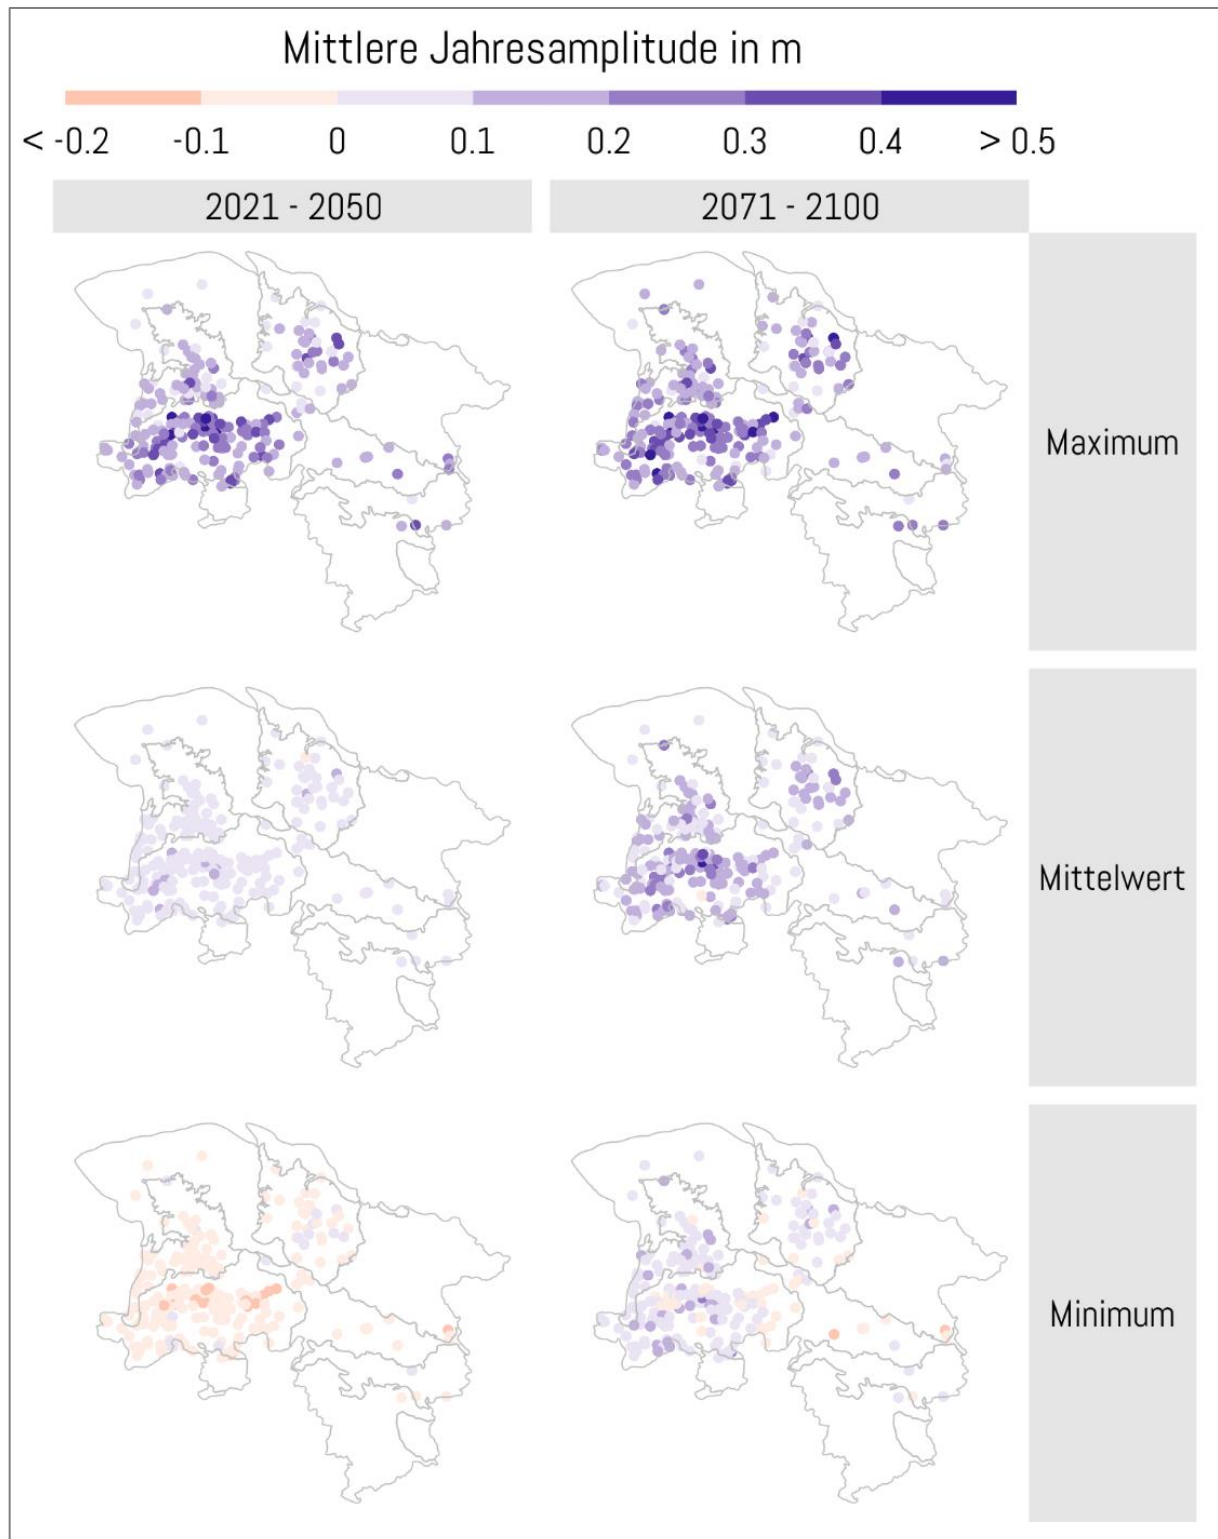 Mittlere Jahresamplitude in m
< -0.2 -0.1 0 0.1 0.2 0.3 0.4 > 0.5
2021 - 2050 2071 - 2100
Maximum
Mittelwert
Minimum